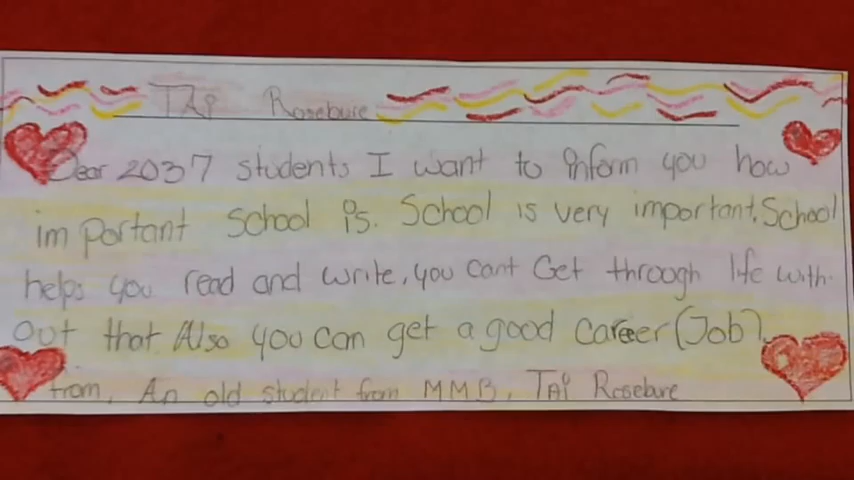 TAi Rosebure
Dear 2037 students I want to inform you how
important School is. School is very important. School
helps you read and write, you cant Get through life with-
out that. Also you can get a good career (Job).
from, An old student from MMB, TAi Rosebure